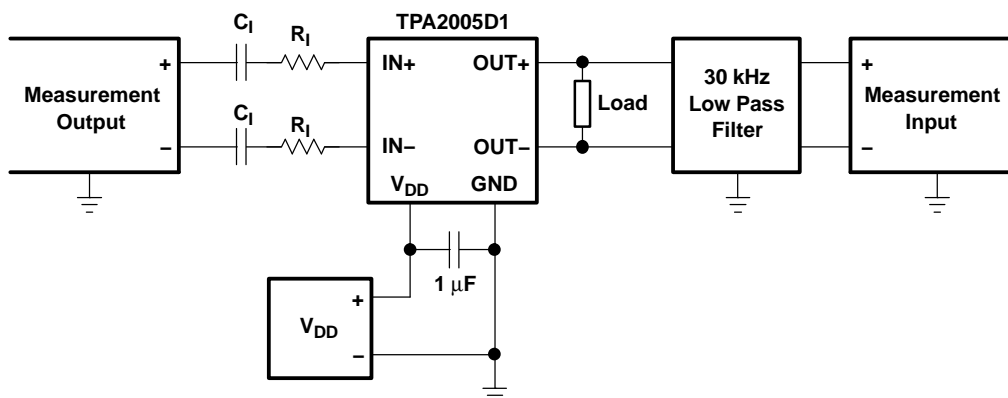 TPA2005D1
C_I
R_I
+
IN+
OUT+
+
Measurement
Output
Load
30 kHz
Low Pass
Filter
Measurement
Input
C_I
R_I
−
IN−
OUT−
−
V_DD
GND
1 μF
+
V_DD
−